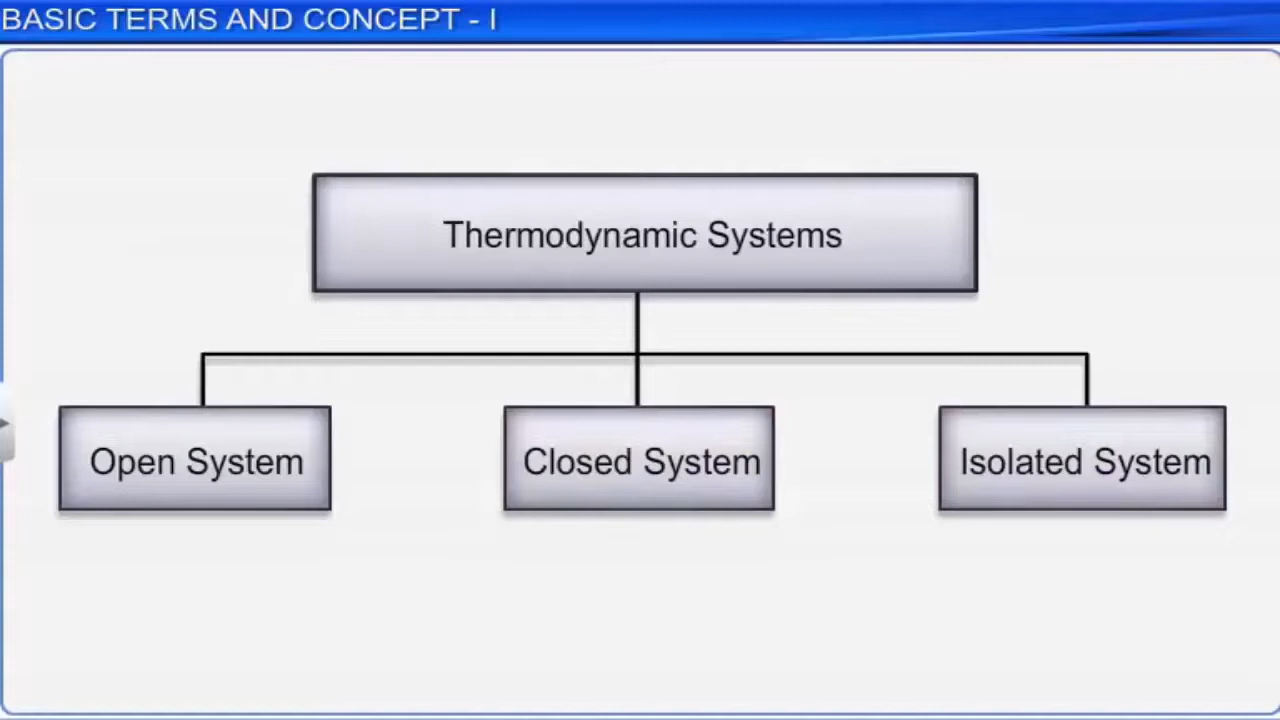 BASIC TERMS AND CONCEPT - I
Thermodynamic Systems
Open System
Closed System
Isolated System